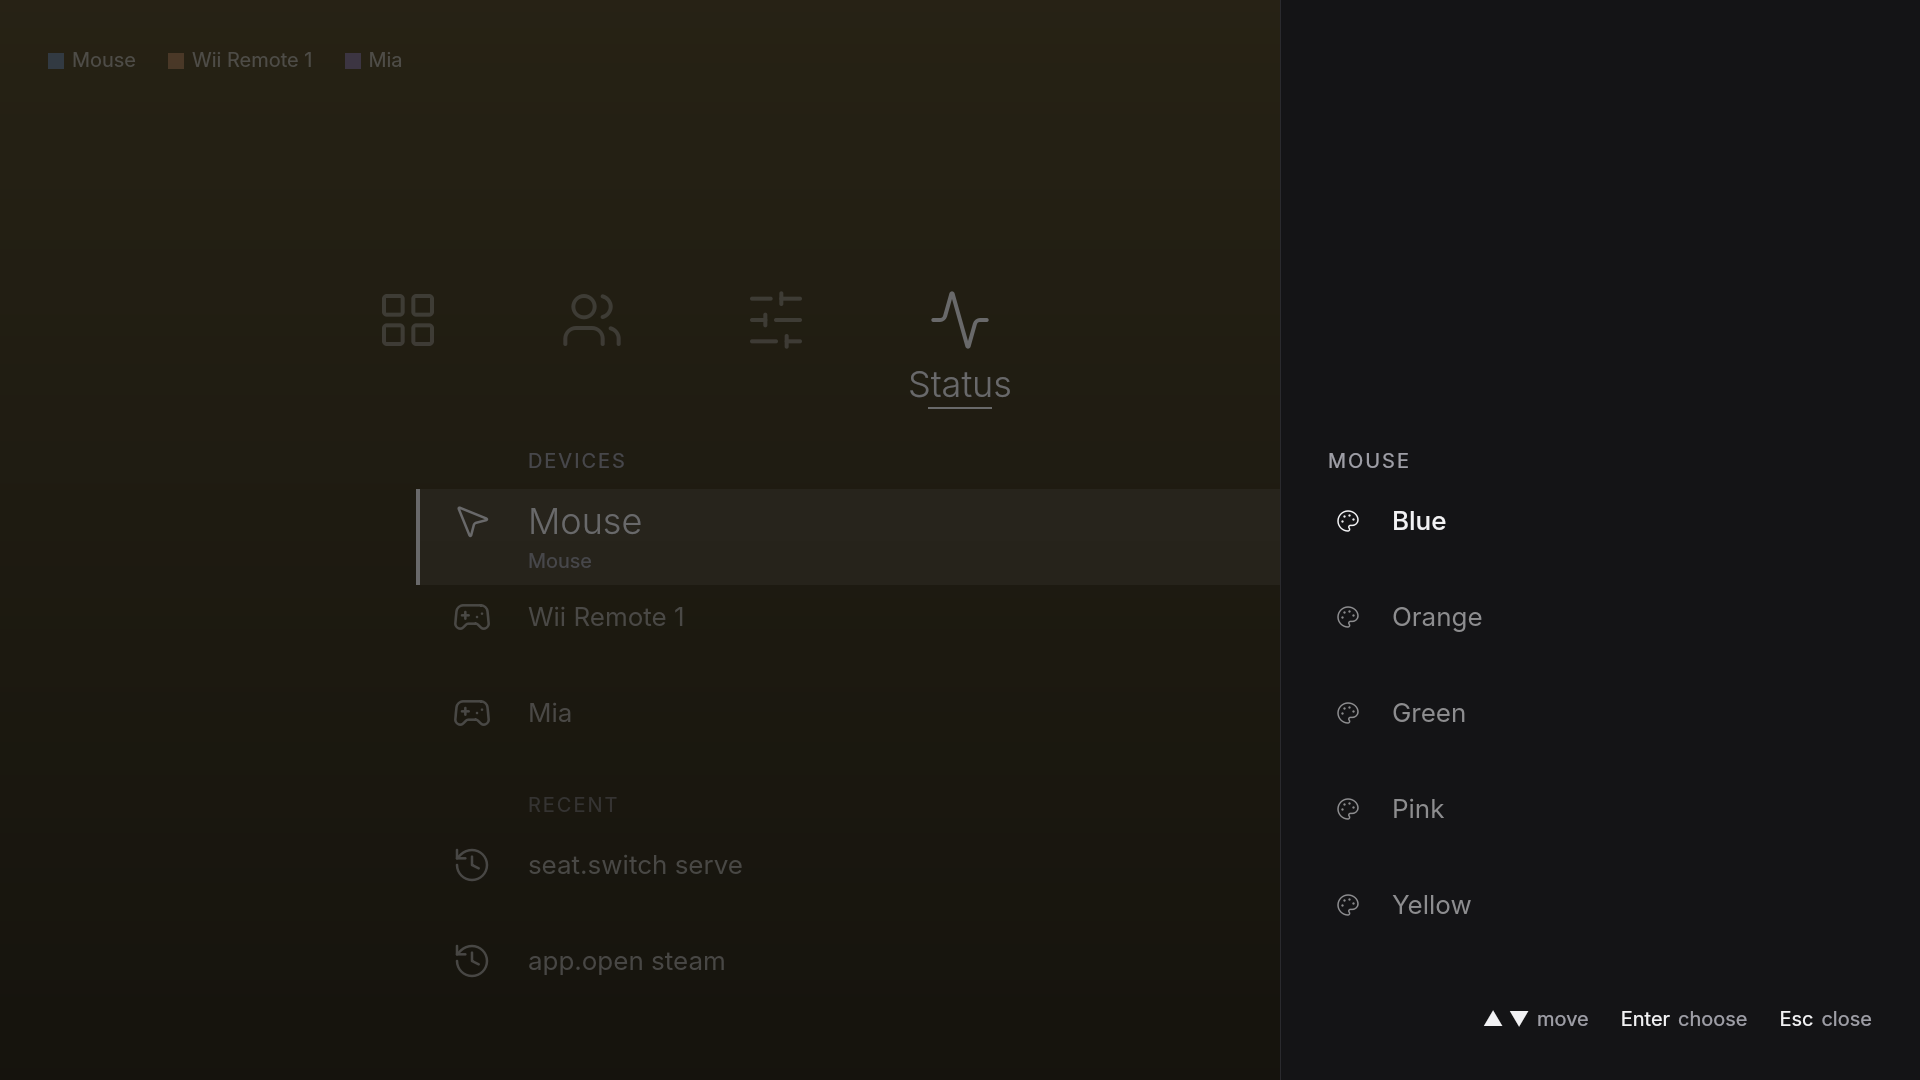 Mouse Wii Remote 1 Mia
Status
DEVICES
Mouse
Mouse
Wii Remote 1
Mia
RECENT
seat.switch serve
app.open steam
MOUSE
Blue
Orange
Green
Pink
Yellow
▲▼ move Enter choose Esc close